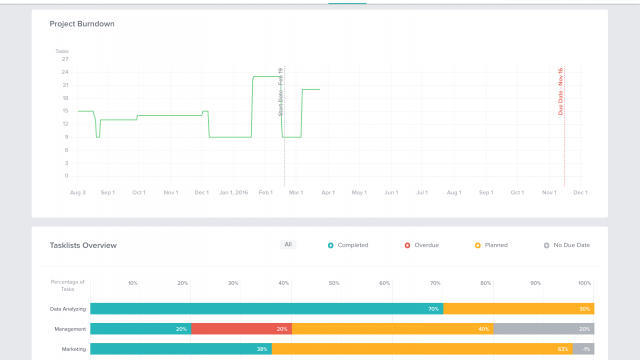 Project Burndown
Tasks
27
24
21
18
15
12
9
6
3
0
Start Date - Feb 19
Due Date - Nov 16
Aug 3 Sep 1 Oct 1 Nov 1 Dec 1 Jan 1, 2016 Feb 1 Mar 1 Apr 1 May 1 Jun 1 Jul 1 Aug 1 Sep 1 Oct 1 Nov 1 Dec 1
Tasklists Overview
All Completed Overdue Planned No Due Date
Percentage of
Tasks
10% 20% 30% 40% 50% 60% 70% 80% 90% 100%
Data Analyzing 70% 30%
Management 20% 20% 40% 20%
Marketing 38%